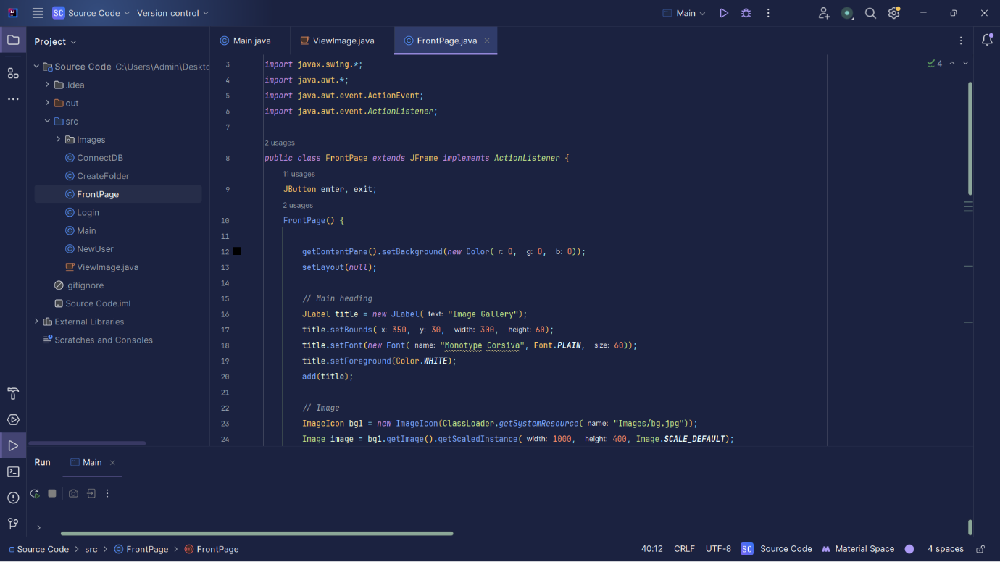 SC Source Code Version control Main
Project
Main.java ViewImage.java FrontPage.java
Source Code C:\Users\Admin\Deskto
.idea
out
src
Images
ConnectDB
CreateFolder
FrontPage
Login
Main
NewUser
ViewImage.java
.gitignore
Source Code.iml
External Libraries
Scratches and Consoles
4
3 import javax.swing.*;
4 import java.awt.*;
5 import java.awt.event.ActionEvent;
6 import java.awt.event.ActionListener;
7
2 usages
8 public class FrontPage extends JFrame implements ActionListener {
11 usages
9 JButton enter, exit;
2 usages
10 FrontPage() {
11
12 getContentPane().setBackground(new Color( r: 0, g: 0, b: 0));
13 setLayout(null);
14
15 // Main heading
16 JLabel title = new JLabel( text: "Image Gallery");
17 title.setBounds( x: 350, y: 30, width: 300, height: 60);
18 title.setFont(new Font( name: "Monotype Corsiva", Font.PLAIN, size: 60));
19 title.setForeground(Color.WHITE);
20 add(title);
21
22 // Image
23 ImageIcon bg1 = new ImageIcon(ClassLoader.getSystemResource( name: "Images/bg.jpg"));
24 Image image = bg1.getImage().getScaledInstance( width: 1000, height: 400, Image.SCALE_DEFAULT);
Run Main
Source Code > src > FrontPage > FrontPage
40:12 CRLF UTF-8 SC Source Code Material Space 4 spaces